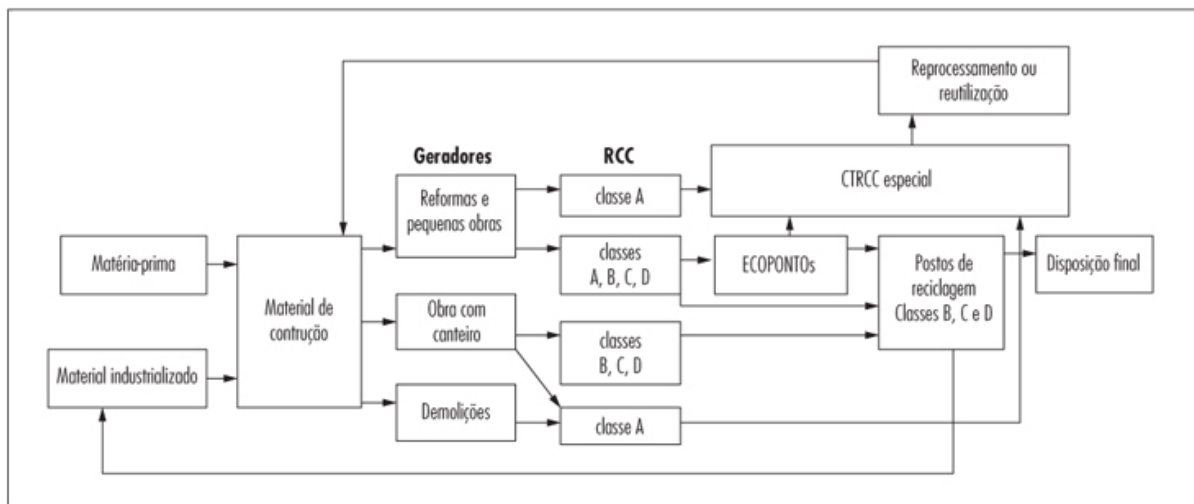 Reprocessamento ou
reutilização
Geradores
RCC
Reformas e
pequenas obras
classe A
CTRCC especial
Matéria-prima
Material de
contrução
classes
A, B, C, D
ECOPONTOs
Postos de
reciclagem
Classes B, C e D
Disposição final
Obra com
canteiro
classes
B, C, D
Material industrializado
Demolições
classe A